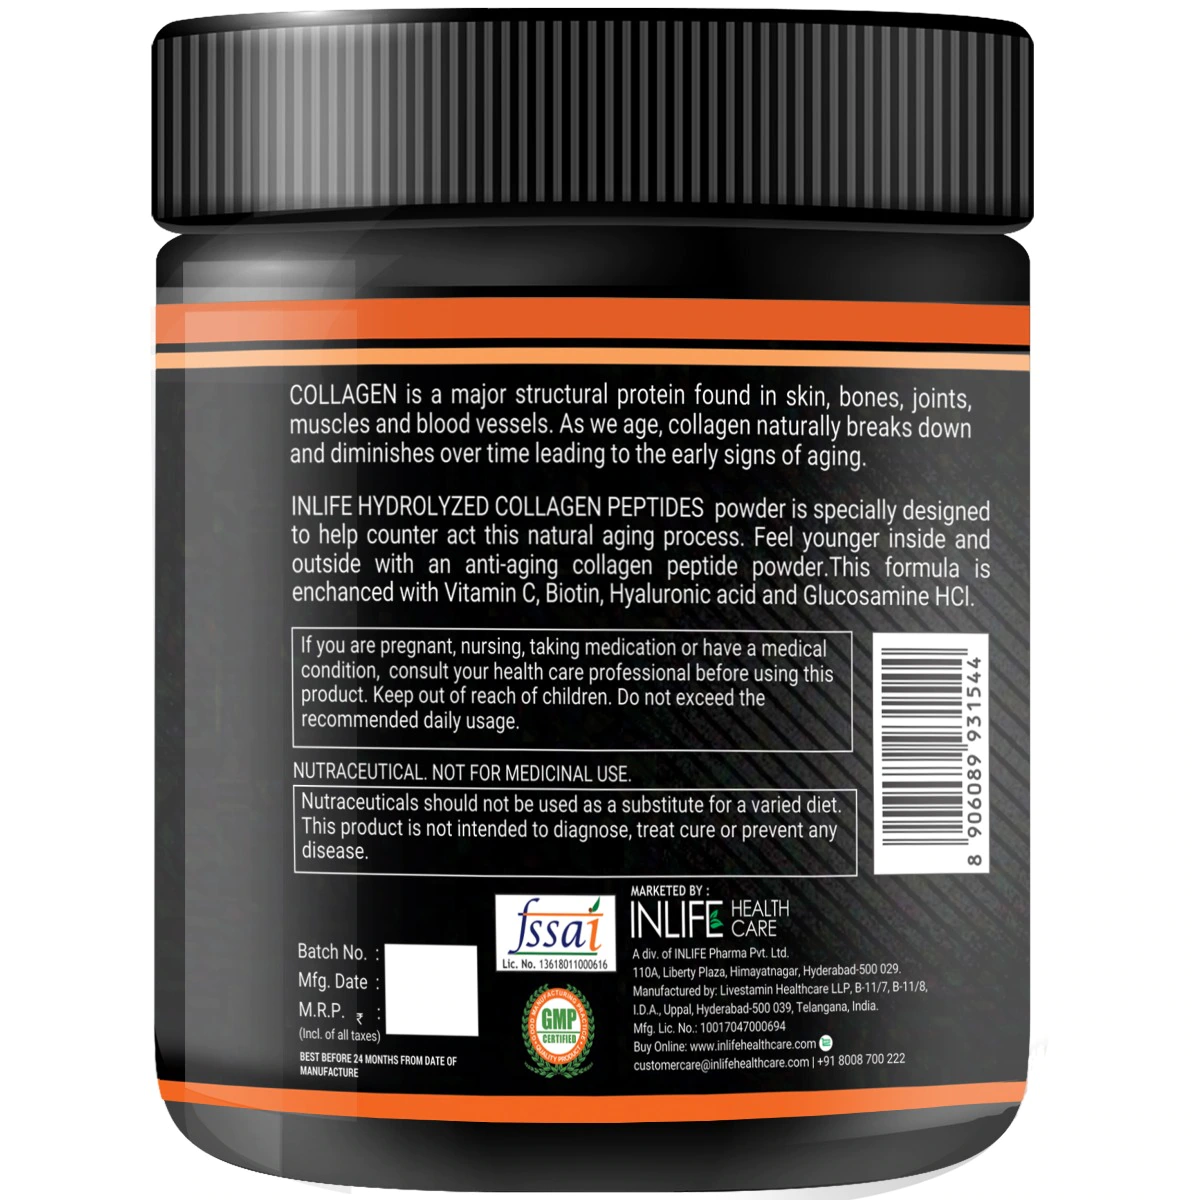 COLLAGEN is a major structural protein found in skin, bones, joints,
muscles and blood vessels. As we age, collagen naturally breaks down
and diminishes over time leading to the early signs of aging.
INLIFE HYDROLYZED COLLAGEN PEPTIDES powder is specially designed
to help counter act this natural aging process. Feel younger inside and
outside with an anti-aging collagen peptide powder.This formula is
enchanced with Vitamin C, Biotin, Hyaluronic acid and Glucosamine HCl.
If you are pregnant, nursing, taking medication or have a medical
condition, consult your health care professional before using this
product. Keep out of reach of children. Do not exceed the
recommended daily usage.
8 906089 931544
NUTRACEUTICAL. NOT FOR MEDICINAL USE.
Nutraceuticals should not be used as a substitute for a varied diet.
This product is not intended to diagnose, treat cure or prevent any
disease.
Batch No. :
Mfg. Date :
M.R.P. ₹ :
(Incl. of all taxes)
BEST BEFORE 24 MONTHS FROM DATE OF
MANUFACTURE
fssai
Lic. No. 13618011000616
GOOD MANUFACTURING PRACTICE
GMP
CERTIFIED
QUALITY PRODUCT
MARKETED BY :
INLIFE HEALTH
CARE
A div. of INLIFE Pharma Pvt. Ltd.
110A, Liberty Plaza, Himayatnagar, Hyderabad-500 029.
Manufactured by: Livestamin Healthcare LLP, B-11/7, B-11/8,
I.D.A., Uppal, Hyderabad-500 039, Telangana, India.
Mfg. Lic. No.: 10017047000694
Buy Online: www.inlifehealthcare.com
customercare@inlifehealthcare.com | +91 8008 700 222